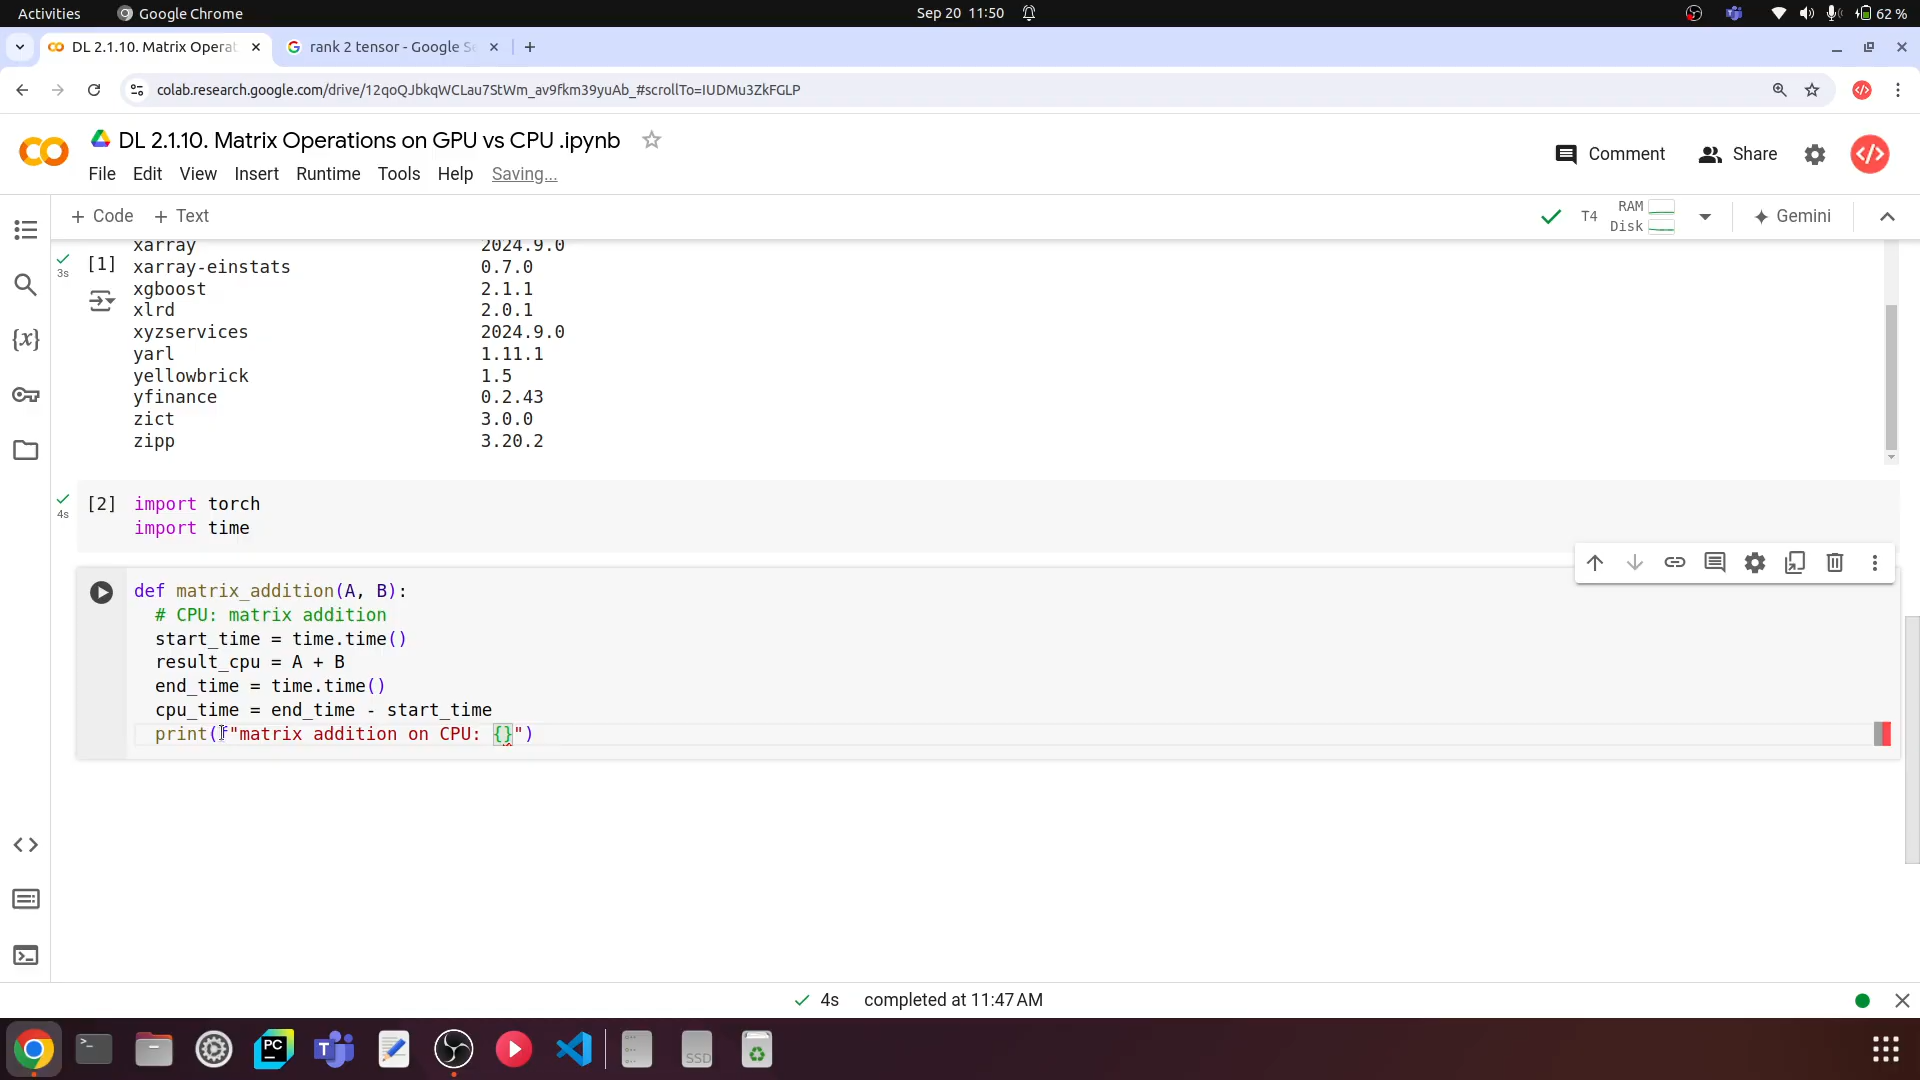 Activities
Google Chrome
Sep 20 11:50
62 %
DL 2.1.10. Matrix Operat
rank 2 tensor - Google Se
colab.research.google.com/drive/12qoQJbkqWCLau7StWm_av9fkm39yuAb_#scrollTo=IUDMu3ZkFGLP
DL 2.1.10. Matrix Operations on GPU vs CPU .ipynb
Comment
Share
File Edit View Insert Runtime Tools Help Saving...
+ Code + Text
T4
RAM
Disk
Gemini
xarray 2024.9.0
[1] xarray-einstats 0.7.0
3s
xgboost 2.1.1
xlrd 2.0.1
xyzservices 2024.9.0
yarl 1.11.1
yellowbrick 1.5
yfinance 0.2.43
zict 3.0.0
zipp 3.20.2
{x}
[2] import torch
4s
import time
def matrix_addition(A, B):
# CPU: matrix addition
start_time = time.time()
result_cpu = A + B
end_time = time.time()
cpu_time = end_time - start_time
print(f"matrix addition on CPU: {}")
4s completed at 11:47 AM
PC
SSD